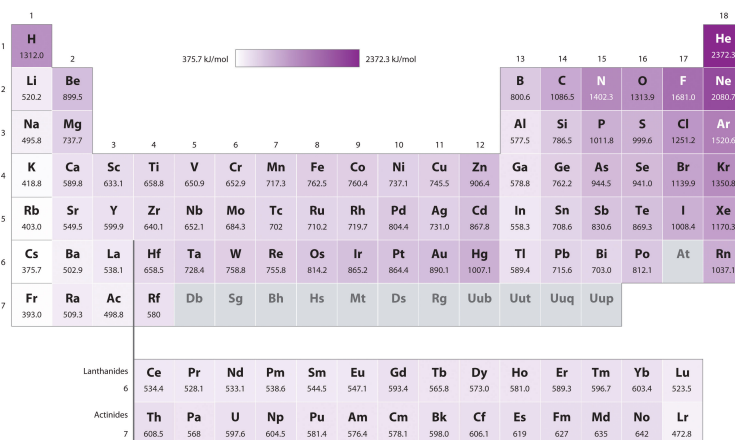 1 18
H He
1 1312.0 375.7 kJ/mol 2372.3 kJ/mol 2372.3
2 13 14 15 16 17
Li Be B C N O F Ne
2 520.2 899.5 800.6 1086.5 1402.3 1313.9 1681.0 2080.7
Na Mg Al Si P S Cl Ar
3 495.8 737.7 3 4 5 6 7 8 9 10 11 12 577.5 786.5 1011.8 999.6 1251.2 1520.6
K Ca Sc Ti V Cr Mn Fe Co Ni Cu Zn Ga Ge As Se Br Kr
4 418.8 589.8 633.1 658.8 650.9 652.9 717.3 762.5 760.4 737.1 745.5 906.4 578.8 762.2 944.5 941.0 1139.9 1350.8
Rb Sr Y Zr Nb Mo Tc Ru Rh Pd Ag Cd In Sn Sb Te I Xe
5 403.0 549.5 599.9 640.1 652.1 684.3 702 710.2 719.7 804.4 731.0 867.8 558.3 708.6 830.6 869.3 1008.4 1170.3
Cs Ba La Hf Ta W Re Os Ir Pt Au Hg Tl Pb Bi Po At Rn
6 375.7 502.9 538.1 658.5 728.4 758.8 755.8 814.2 865.2 864.4 890.1 1007.1 589.4 715.6 703.0 812.1 1037.1
Fr Ra Ac Rf Db Sg Bh Hs Mt Ds Rg Uub Uut Uuq Uup
7 393.0 509.3 498.8 580
Lanthanides Ce Pr Nd Pm Sm Eu Gd Tb Dy Ho Er Tm Yb Lu
6 534.4 528.1 533.1 538.6 544.5 547.1 593.4 565.8 573.0 581.0 589.3 596.7 603.4 523.5
Actinides Th Pa U Np Pu Am Cm Bk Cf Es Fm Md No Lr
7 608.5 568 597.6 604.5 581.4 576.4 578.1 598.0 606.1 619 627 635 642 472.8